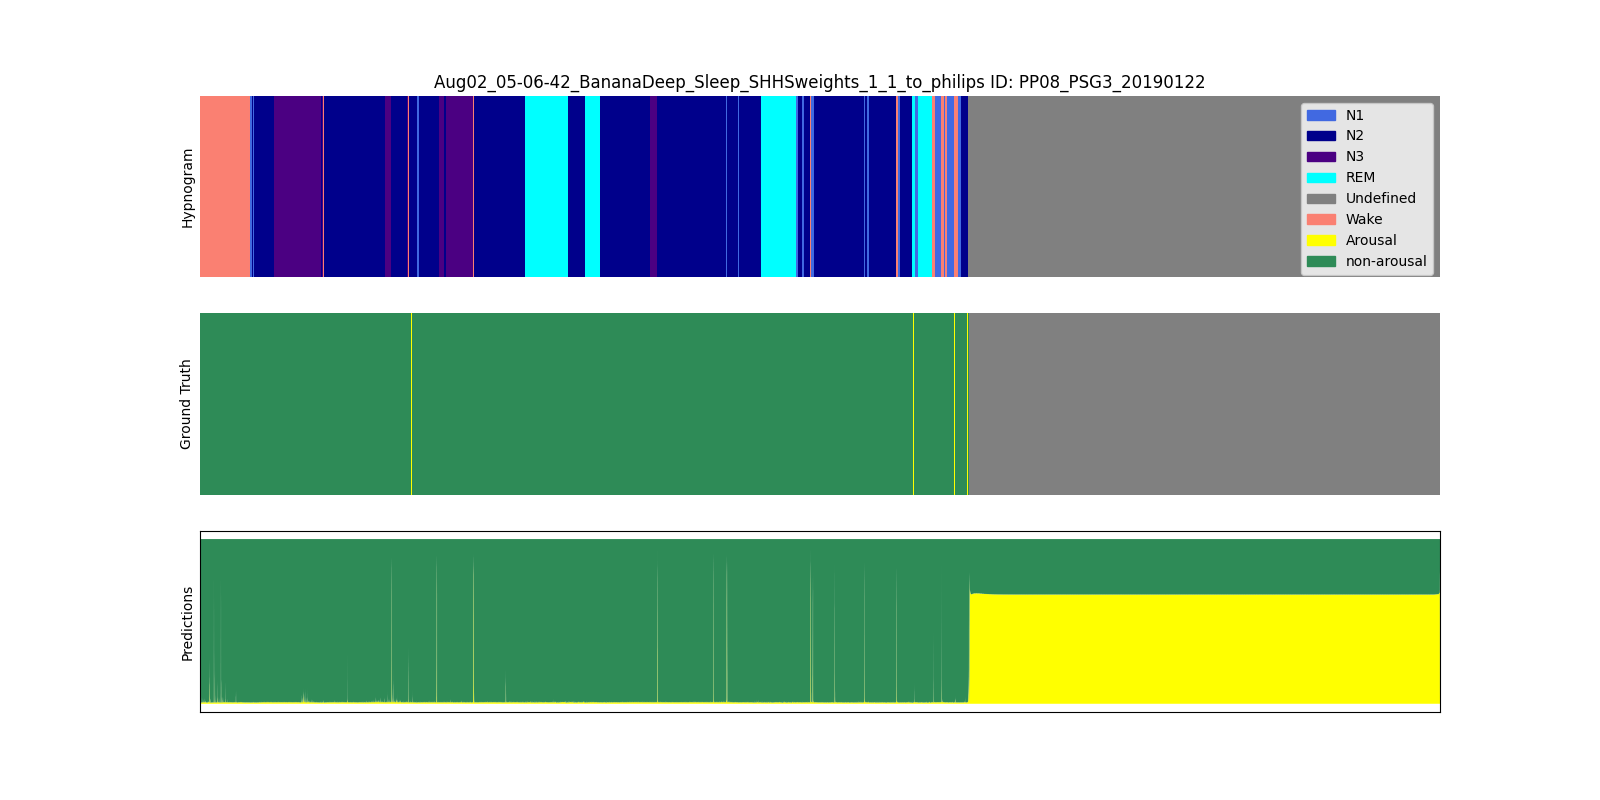 Aug02_05-06-42_BananaDeep_Sleep_SHHSweights_1_1_to_philips ID: PP08_PSG3_20190122
Hypnogram
N1
N2
N3
REM
Undefined
Wake
Arousal
non-arousal
Ground Truth
Predictions